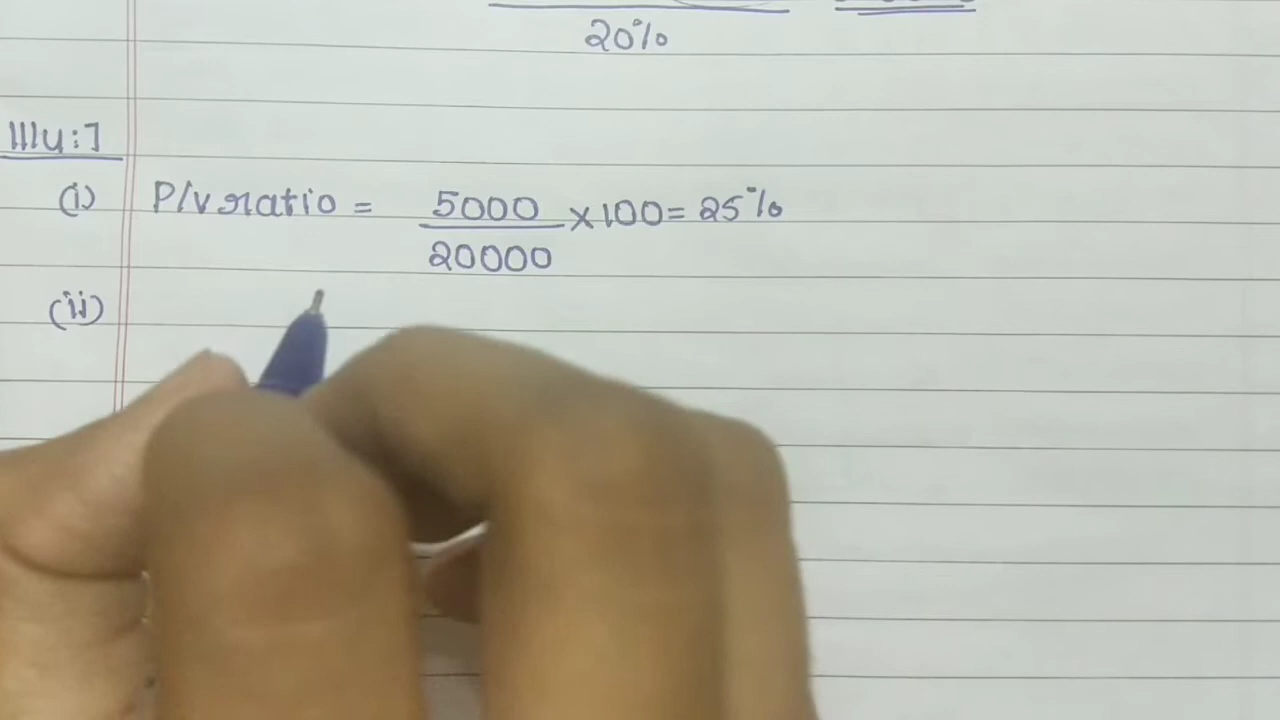 20%
Illu:7
(i) P/v ratio = 5000/20000 × 100 = 25%
(ii)